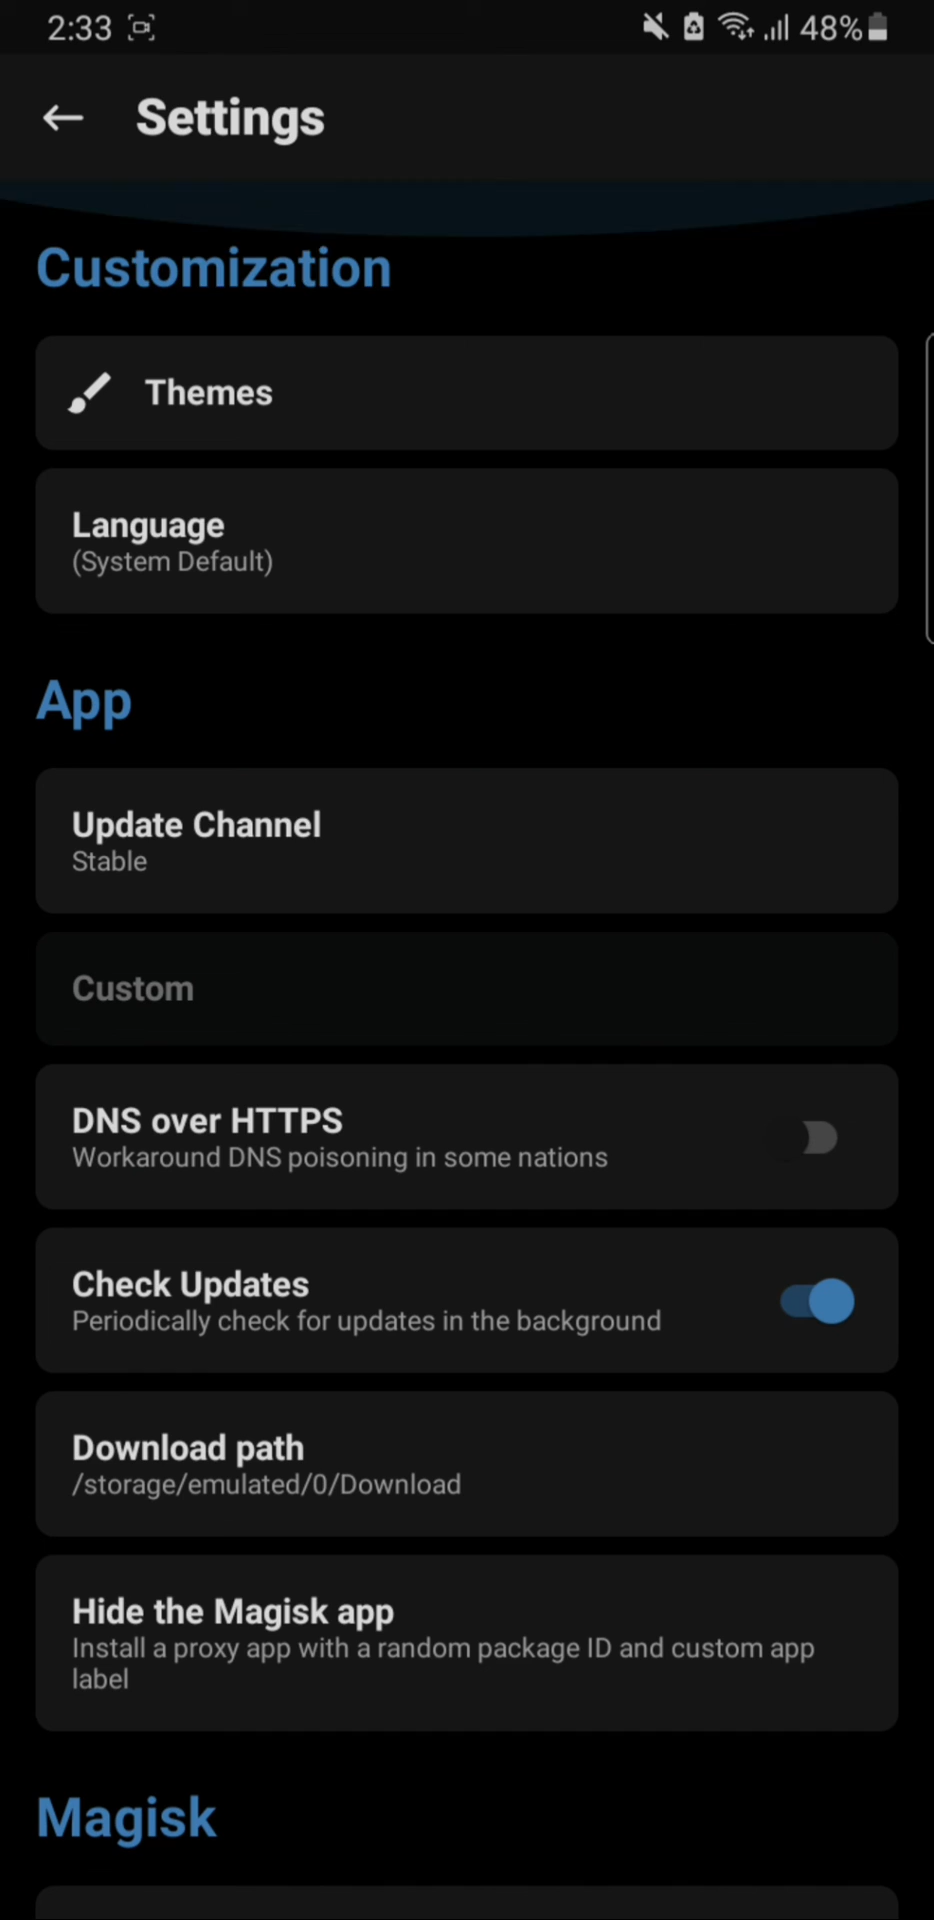 2:33 48%
Settings
Customization
Themes
Language
(System Default)
App
Update Channel
Stable
Custom
DNS over HTTPS
Workaround DNS poisoning in some nations
Check Updates
Periodically check for updates in the background
Download path
/storage/emulated/0/Download
Hide the Magisk app
Install a proxy app with a random package ID and custom app
label
Magisk